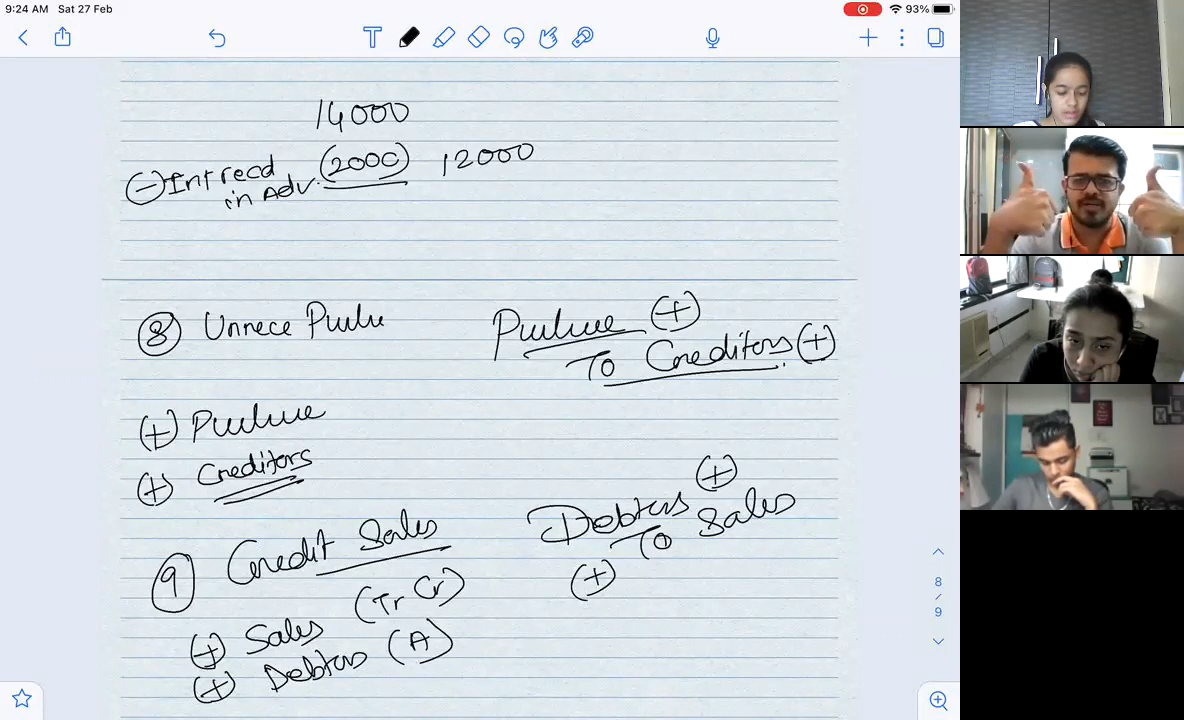 9:24 AM Sat 27 Feb
93%
14000
(-) Int recd (2000) 12000
in Adv.
(8) Unnece Purchase
Purchase (+)
To Creditors (+)
(+) Purchase
(+) Creditors
(9) Credit Sales
Debtors (+)
To Sales
(+)
(+) Sales (Tr Cr)
(+) Debtors (A)
8
/
9